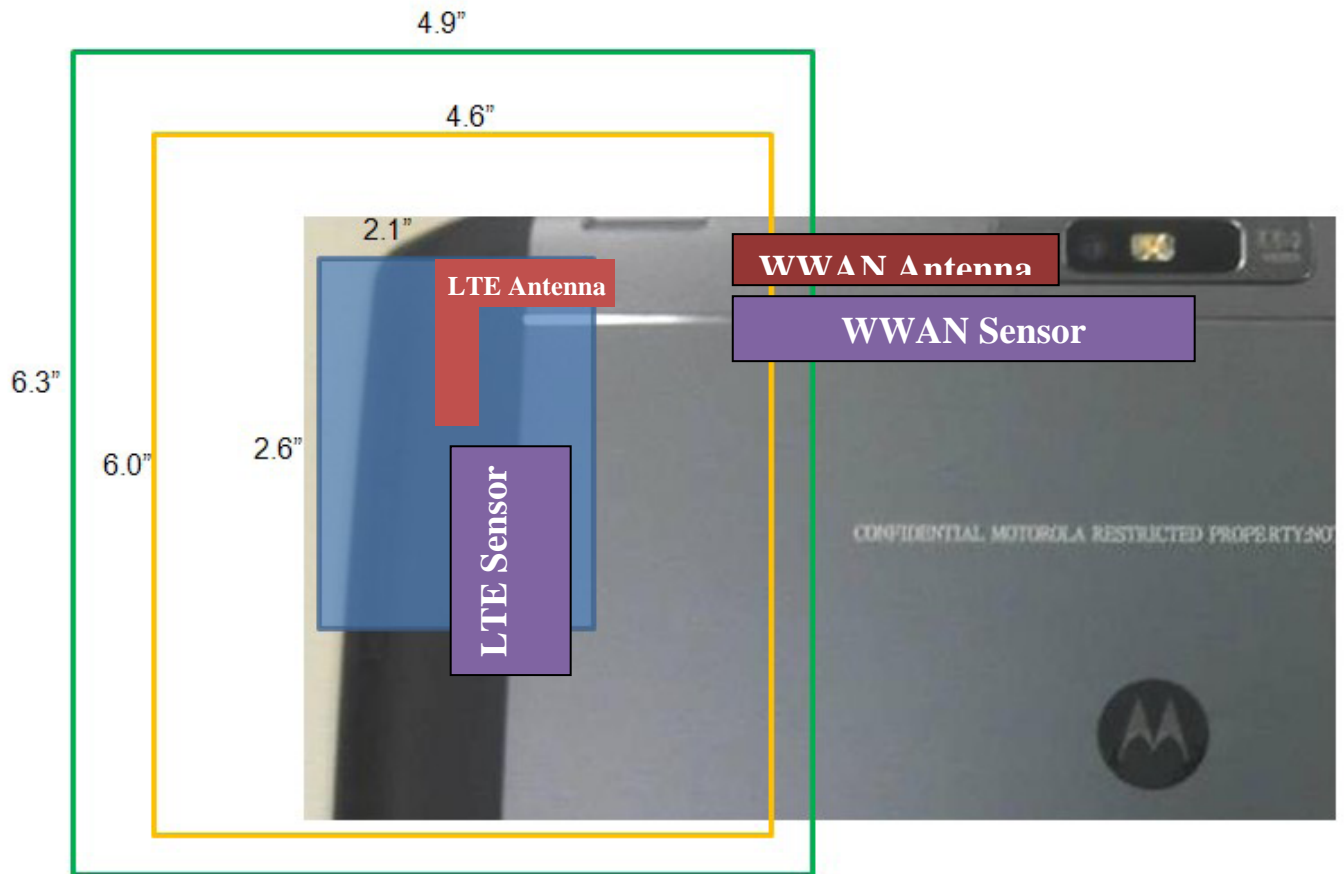 4.9”
4.6”
2.1”
LTE Antenna
WWAN Antenna
WWAN Sensor
6.3”
6.0”
2.6”
LTE Sensor
CONFIDENTIAL MOTOROLA RESTRICTED PROPERTY:NO